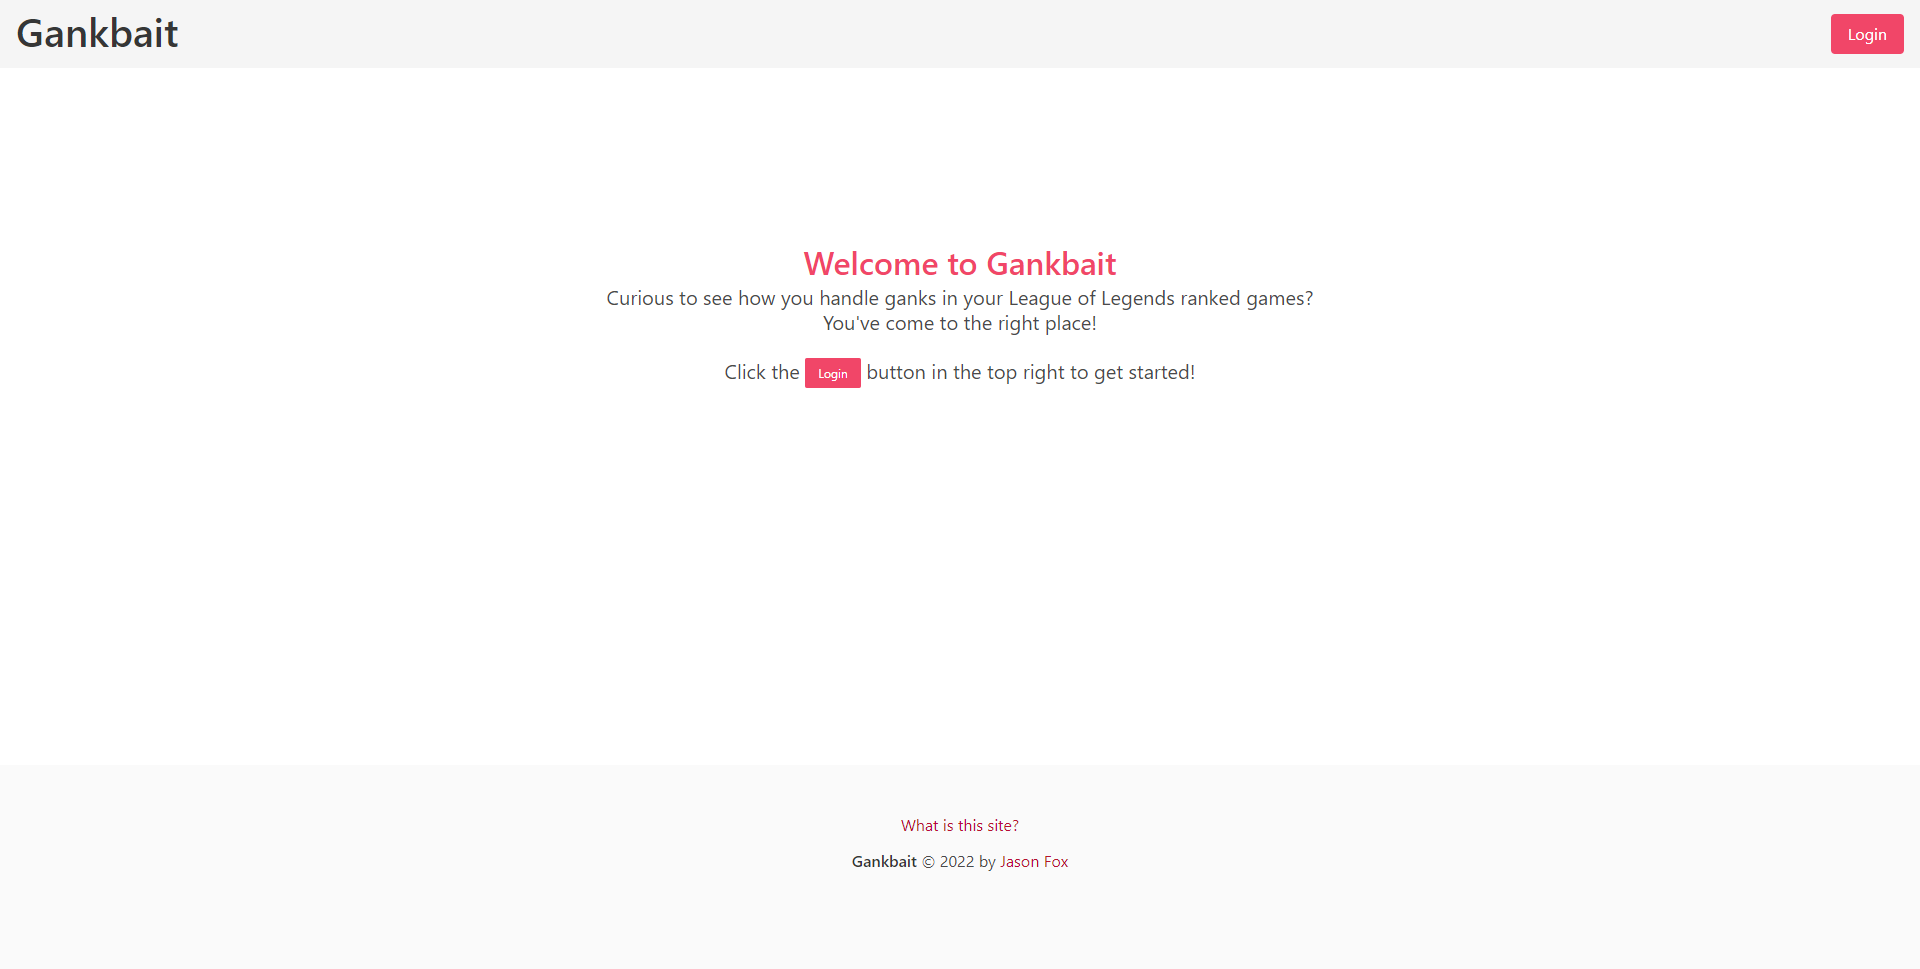 Gankbait
Login
Welcome to Gankbait
Curious to see how you handle ganks in your League of Legends ranked games?
You've come to the right place!
Click the Login button in the top right to get started!
What is this site?
Gankbait © 2022 by Jason Fox